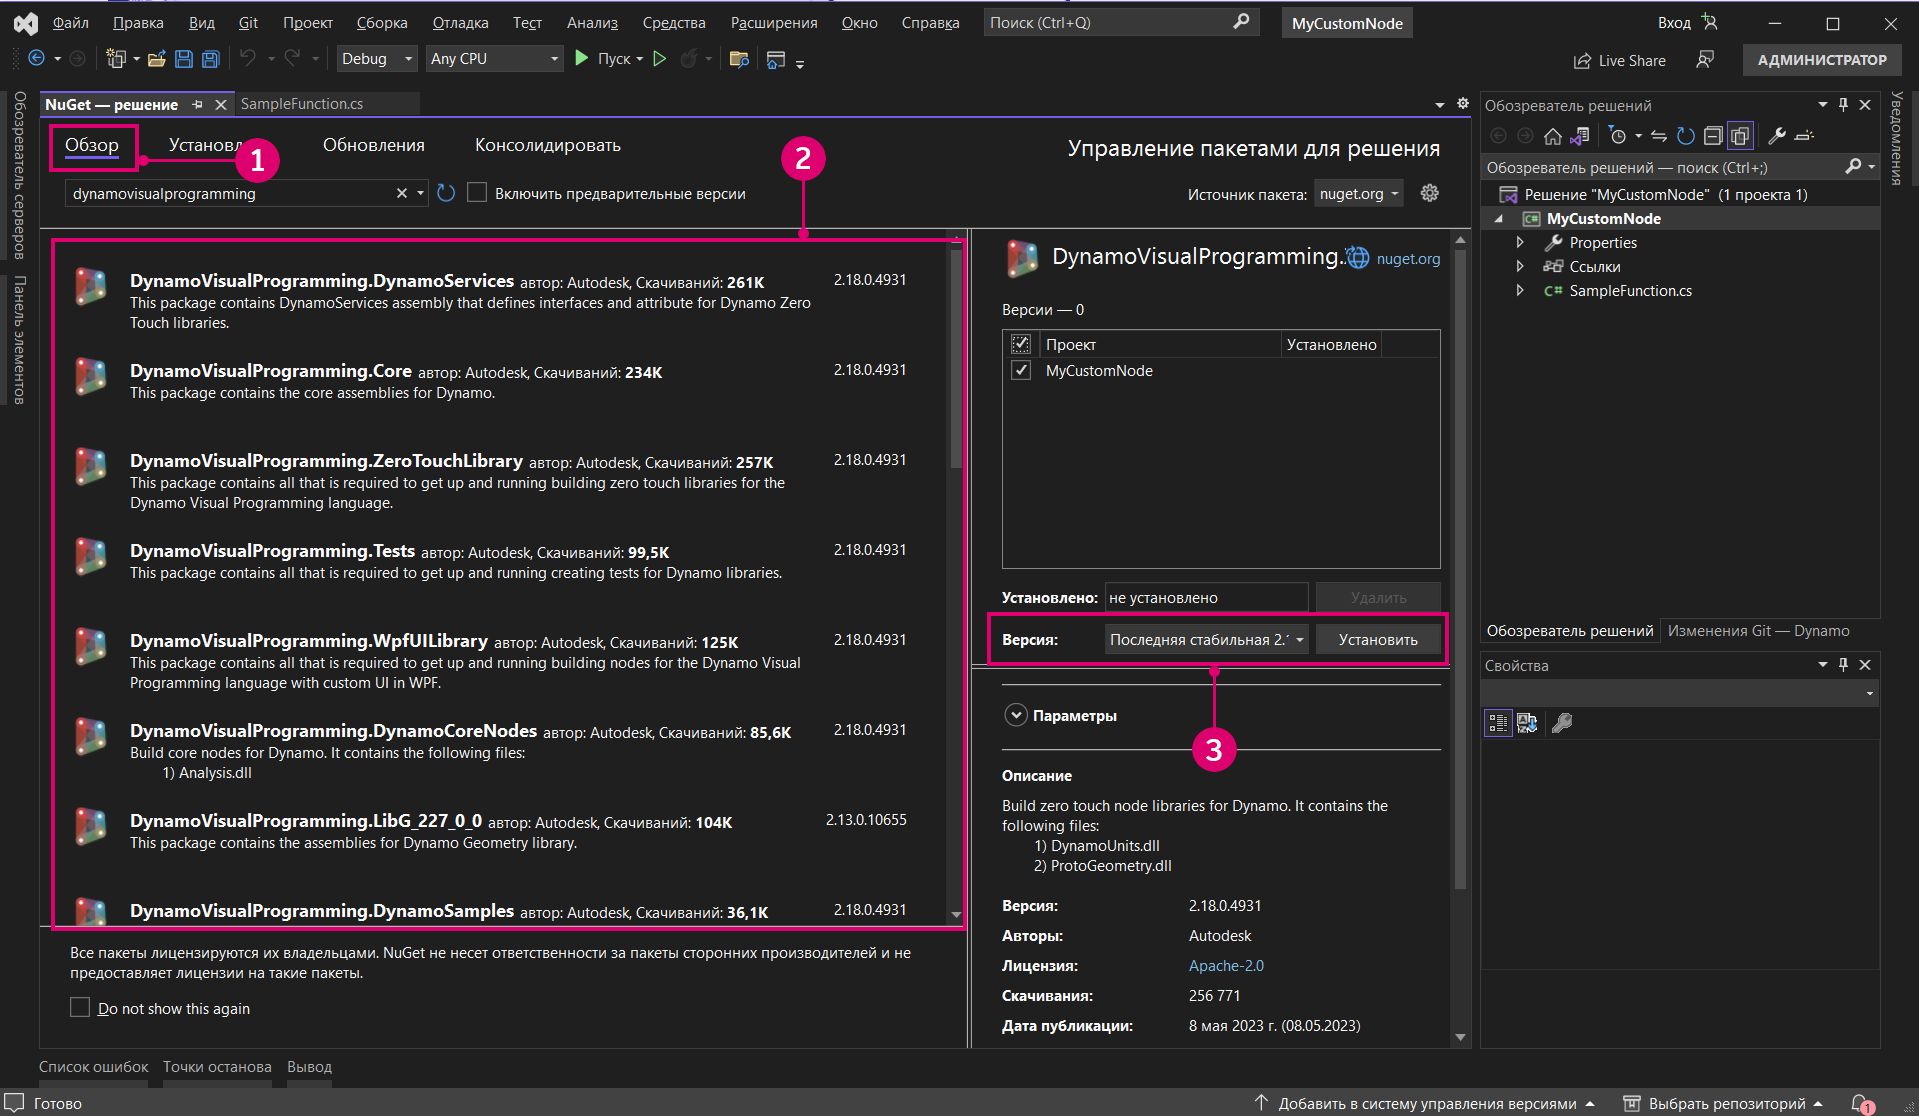 Файл Правка Вид Git Проект Сборка Отладка Тест Анализ Средства Расширения Окно Справка Поиск (Ctrl+Q) MyCustomNode Вход
Debug Any CPU Пуск Live Share АДМИНИСТРАТОР
Обозреватель серверов
Панель элементов
NuGet — решение SampleFunction.cs
Обзор Обновления Консолидировать
1
2
Управление пакетами для решения
dynamovisualprogramming Включить предварительные версии Источник пакета: nuget.org
DynamoVisualProgramming.DynamoServices автор: Autodesk, Скачиваний: 261K 2.18.0.4931
This package contains DynamoServices assembly that defines interfaces and attribute for Dynamo Zero
Touch libraries.
DynamoVisualProgramming.Core автор: Autodesk, Скачиваний: 234K 2.18.0.4931
This package contains the core assemblies for Dynamo.
DynamoVisualProgramming.ZeroTouchLibrary автор: Autodesk, Скачиваний: 257K 2.18.0.4931
This package contains all that is required to get up and running building zero touch libraries for the
Dynamo Visual Programming language.
DynamoVisualProgramming.Tests автор: Autodesk, Скачиваний: 99,5K 2.18.0.4931
This package contains all that is required to get up and running creating tests for Dynamo libraries.
DynamoVisualProgramming.WpfUILibrary автор: Autodesk, Скачиваний: 125K 2.18.0.4931
This package contains all that is required to get up and running building nodes for the Dynamo Visual
Programming language with custom UI in WPF.
DynamoVisualProgramming.DynamoCoreNodes автор: Autodesk, Скачиваний: 85,6K 2.18.0.4931
Build core nodes for Dynamo. It contains the following files:
1) Analysis.dll
DynamoVisualProgramming.LibG_227_0_0 автор: Autodesk, Скачиваний: 104K 2.13.0.10655
This package contains the assemblies for Dynamo Geometry library.
DynamoVisualProgramming.DynamoSamples автор: Autodesk, Скачиваний: 36,1K 2.18.0.4931
Все пакеты лицензируются их владельцами. NuGet не несет ответственности за пакеты сторонних производителей и не
предоставляет лицензии на такие пакеты.
Do not show this again
DynamoVisualProgramming. nuget.org
Версии — 0
Проект Установлено
MyCustomNode
Установлено: не установлено Удалить
Версия: Последняя стабильная 2. Установить
3
Параметры
Описание
Build zero touch node libraries for Dynamo. It contains the
following files:
1) DynamoUnits.dll
2) ProtoGeometry.dll
Версия: 2.18.0.4931
Авторы: Autodesk
Лицензия: Apache-2.0
Скачивания: 256 771
Дата публикации: 8 мая 2023 г. (08.05.2023)
Обозреватель решений
Обозреватель решений — поиск (Ctrl+;)
Решение "MyCustomNode" (1 проекта 1)
C# MyCustomNode
Properties
Ссылки
C# SampleFunction.cs
Обозреватель решений Изменения Git — Dynamo
Свойства
Уведомления
Список ошибок Точки останова Вывод
Готово Добавить в систему управления версиями Выбрать репозиторий 1